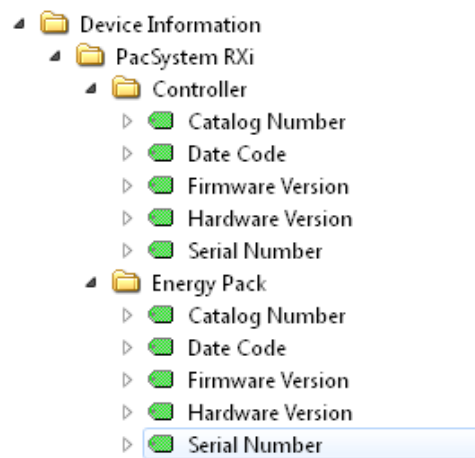 Device Information
PacSystem RXi
Controller
Catalog Number
Date Code
Firmware Version
Hardware Version
Serial Number
Energy Pack
Catalog Number
Date Code
Firmware Version
Hardware Version
Serial Number